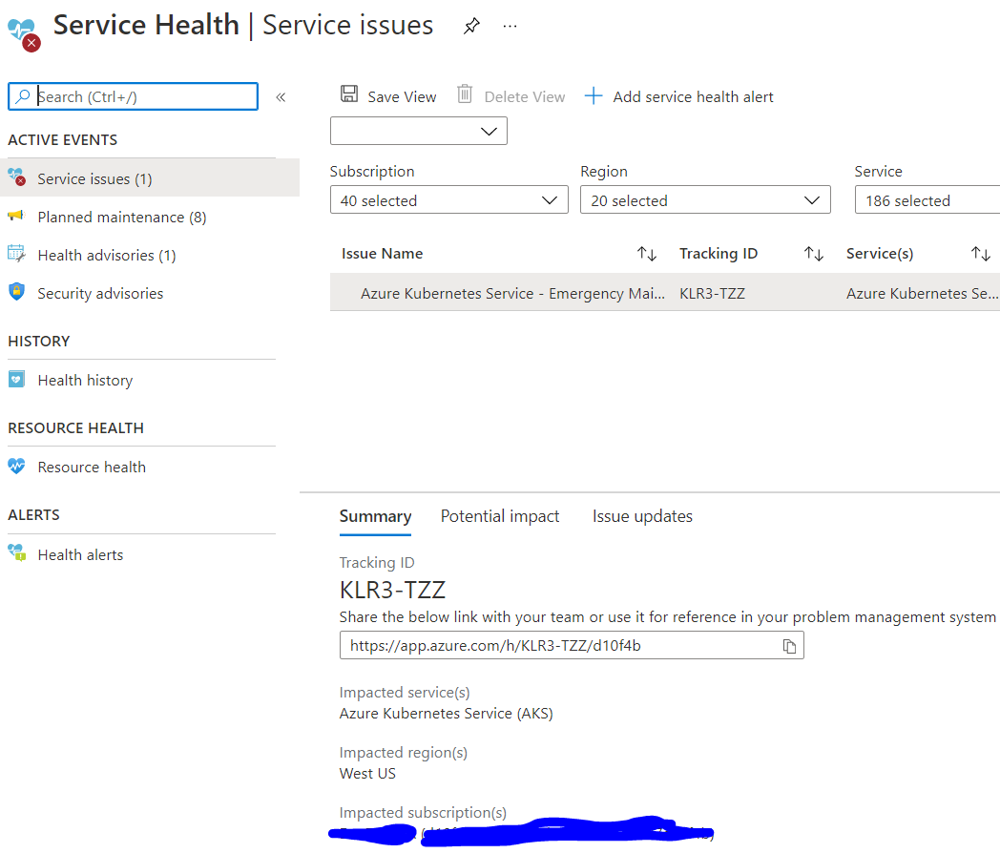 Service Health | Service issues
Search (Ctrl+/)
ACTIVE EVENTS
Service issues (1)
Planned maintenance (8)
Health advisories (1)
Security advisories
HISTORY
Health history
RESOURCE HEALTH
Resource health
ALERTS
Health alerts
Save View Delete View Add service health alert
Subscription Region Service
40 selected 20 selected 186 selected
Issue Name Tracking ID Service(s)
Azure Kubernetes Service - Emergency Mai... KLR3-TZZ Azure Kubernetes Se...
Summary Potential impact Issue updates
Tracking ID
KLR3-TZZ
Share the below link with your team or use it for reference in your problem management system
https://app.azure.com/h/KLR3-TZZ/d10f4b
Impacted service(s)
Azure Kubernetes Service (AKS)
Impacted region(s)
West US
Impacted subscription(s)